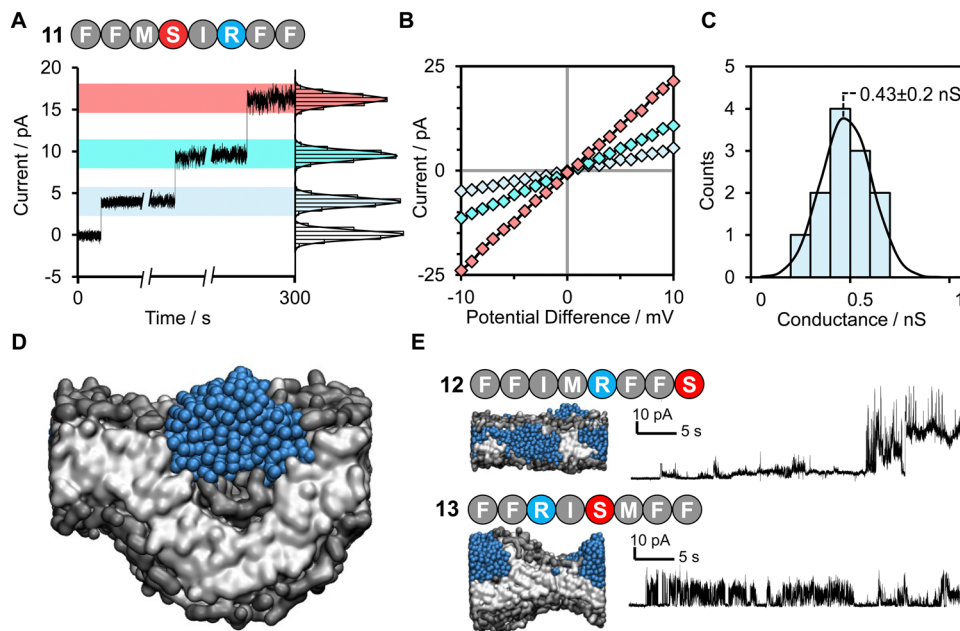 A
11 F F M S I R F F
20
15
10
5
0
-5
Current / pA
0
300
Time / s
B
25
0
-25
Current / pA
-10
0
10
Potential Difference / mV
C
5
4
3
2
1
0
Counts
0.43±0.2 nS
0
0.5
1
Conductance / nS
D
E
12 F F I M R F F S
10 pA
5 s
13 F F R I S M F F
10 pA
5 s